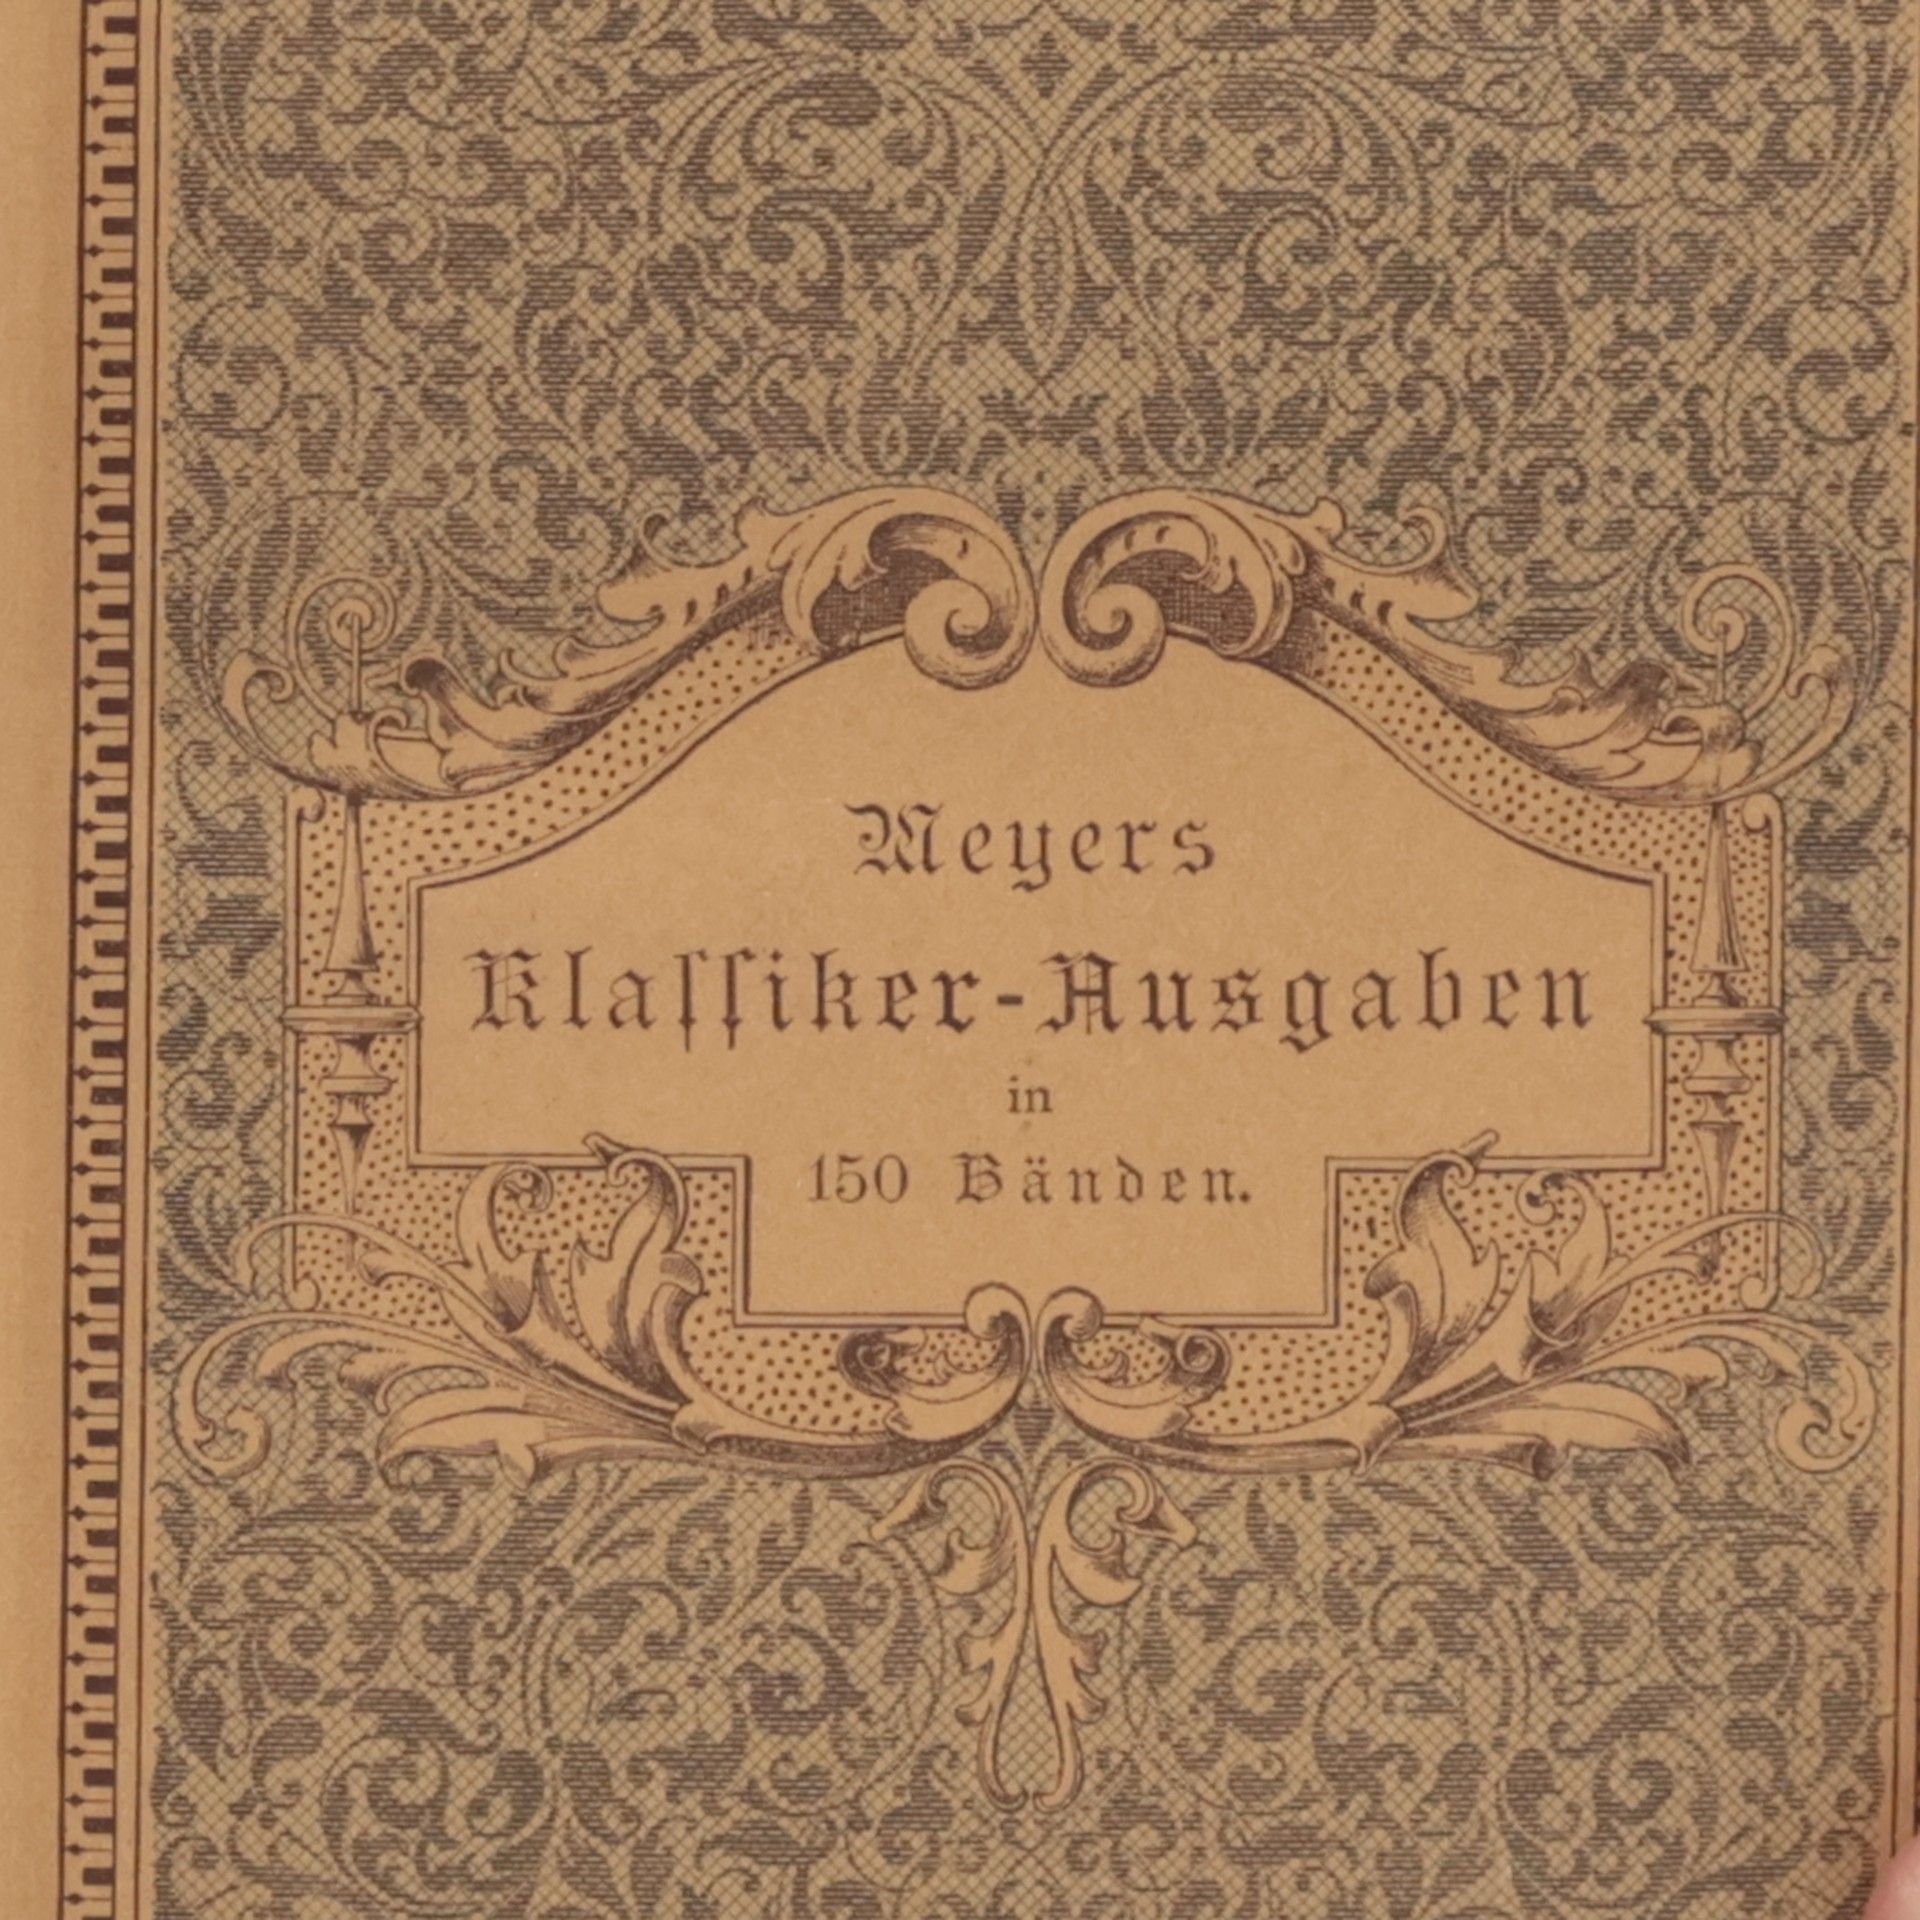 Meyers
Klaſſiker-Ausgaben
in
150 Bänden.